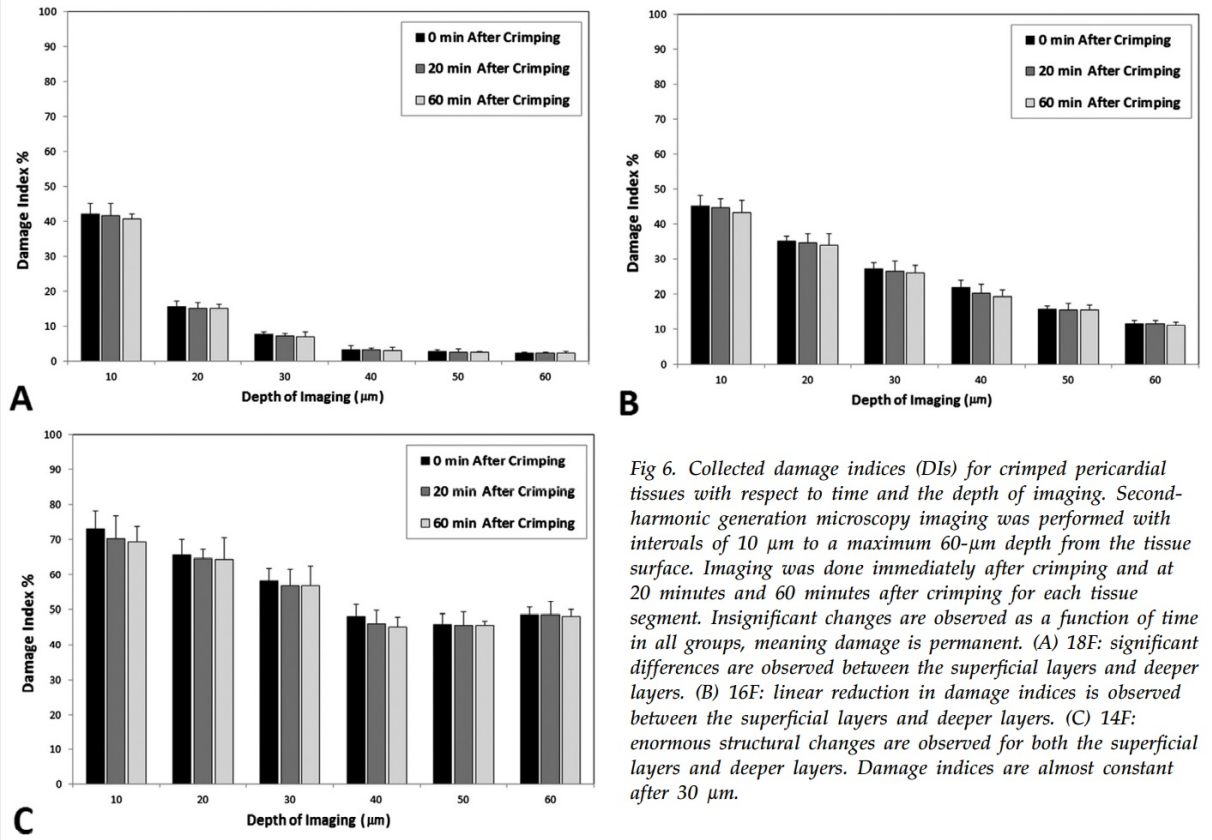 100
90
80
70
60
50
40
30
20
10
0
Damage Index %
0 min After Crimping
20 min After Crimping
60 min After Crimping
10 20 30 40 50 60
Depth of Imaging (μm)
A
100
90
80
70
60
50
40
30
20
10
0
Damage Index %
0 min After Crimping
20 min After Crimping
60 min After Crimping
10 20 30 40 50 60
Depth of Imaging (μm)
B
100
90
80
70
60
50
40
30
20
10
0
Damage Index %
0 min After Crimping
20 min After Crimping
60 min After Crimping
10 20 30 40 50 60
Depth of Imaging (μm)
C
Fig 6. Collected damage indices (DIs) for crimped pericardial
tissues with respect to time and the depth of imaging. Second-
harmonic generation microscopy imaging was performed with
intervals of 10 μm to a maximum 60-μm depth from the tissue
surface. Imaging was done immediately after crimping and at
20 minutes and 60 minutes after crimping for each tissue
segment. Insignificant changes are observed as a function of time
in all groups, meaning damage is permanent. (A) 18F: significant
differences are observed between the superficial layers and deeper
layers. (B) 16F: linear reduction in damage indices is observed
between the superficial layers and deeper layers. (C) 14F:
enormous structural changes are observed for both the superficial
layers and deeper layers. Damage indices are almost constant
after 30 μm.